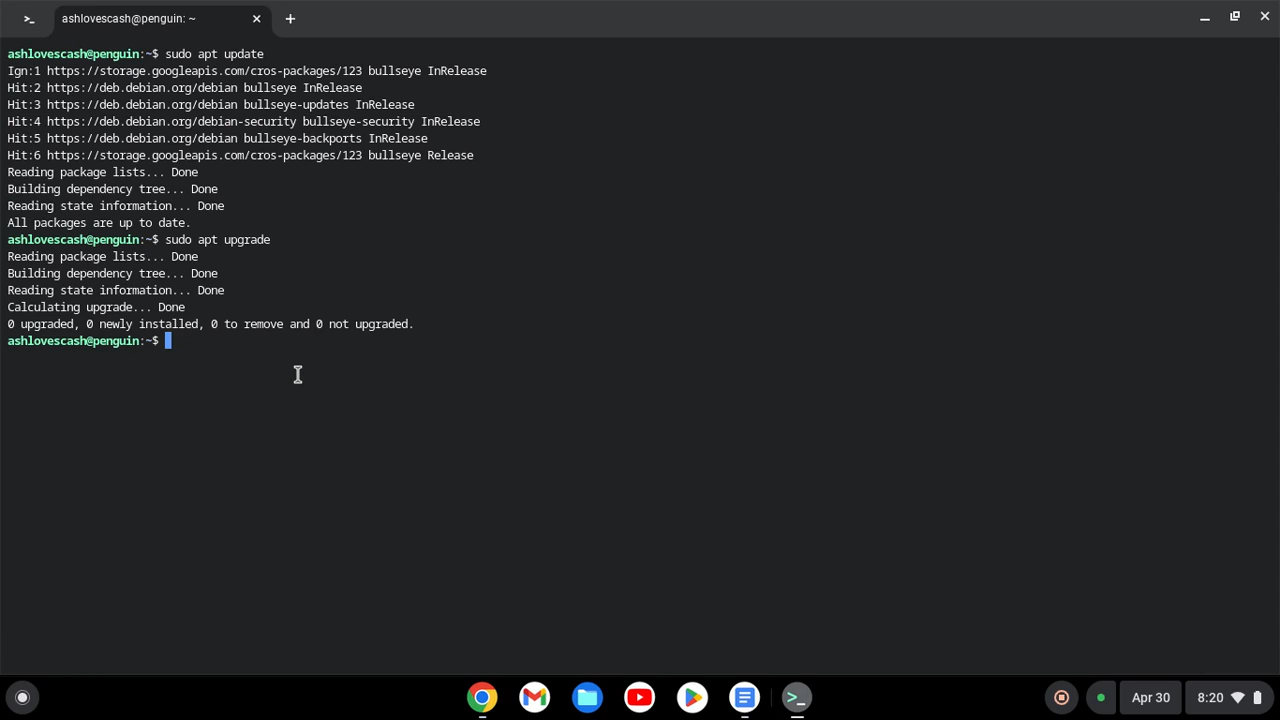 >_ ashlovescash@penguin: ~ × +
ashlovescash@penguin:~$ sudo apt update
Ign:1 https://storage.googleapis.com/cros-packages/123 bullseye InRelease
Hit:2 https://deb.debian.org/debian bullseye InRelease
Hit:3 https://deb.debian.org/debian bullseye-updates InRelease
Hit:4 https://deb.debian.org/debian-security bullseye-security InRelease
Hit:5 https://deb.debian.org/debian bullseye-backports InRelease
Hit:6 https://storage.googleapis.com/cros-packages/123 bullseye Release
Reading package lists... Done
Building dependency tree... Done
Reading state information... Done
All packages are up to date.
ashlovescash@penguin:~$ sudo apt upgrade
Reading package lists... Done
Building dependency tree... Done
Reading state information... Done
Calculating upgrade... Done
0 upgraded, 0 newly installed, 0 to remove and 0 not upgraded.
ashlovescash@penguin:~$
>_ Apr 30 8:20